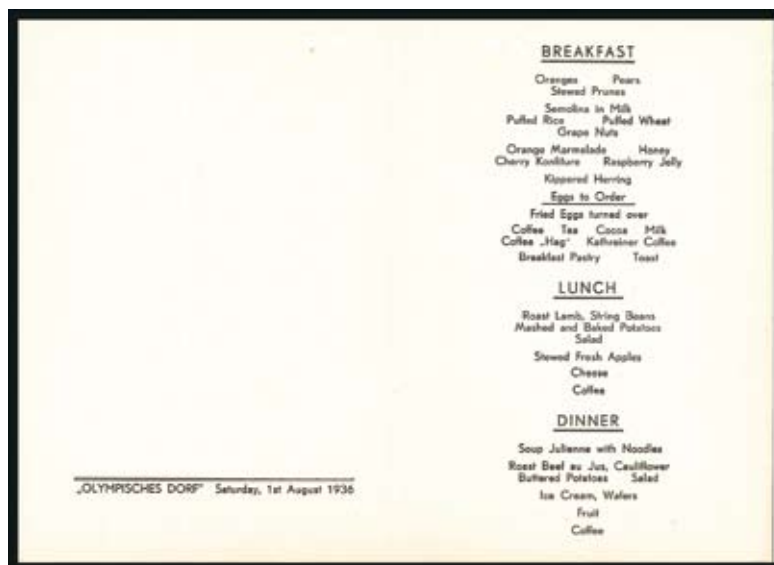 „OLYMPISCHES DORF" Saturday, 1st August 1936
BREAKFAST
Oranges Pears
Stewed Prunes
Semolina in Milk
Puffed Rice Puffed Wheat
Grape Nuts
Orange Marmelade Honey
Cherry Konfiture Raspberry Jelly
Kippered Herring
Eggs to Order
Fried Eggs turned over
Coffee Tea Cocoa Milk
Coffee „Hag" Kathreiner Coffee
Breakfast Pastry Toast
LUNCH
Roast Lamb, String Beans
Mashed and Baked Potatoes
Salad
Stewed Fresh Apples
Cheese
Coffee
DINNER
Soup Julienne with Noodles
Roast Beef au Jus, Cauliflower
Buttered Potatoes Salad
Ice Cream, Wafers
Fruit
Coffee